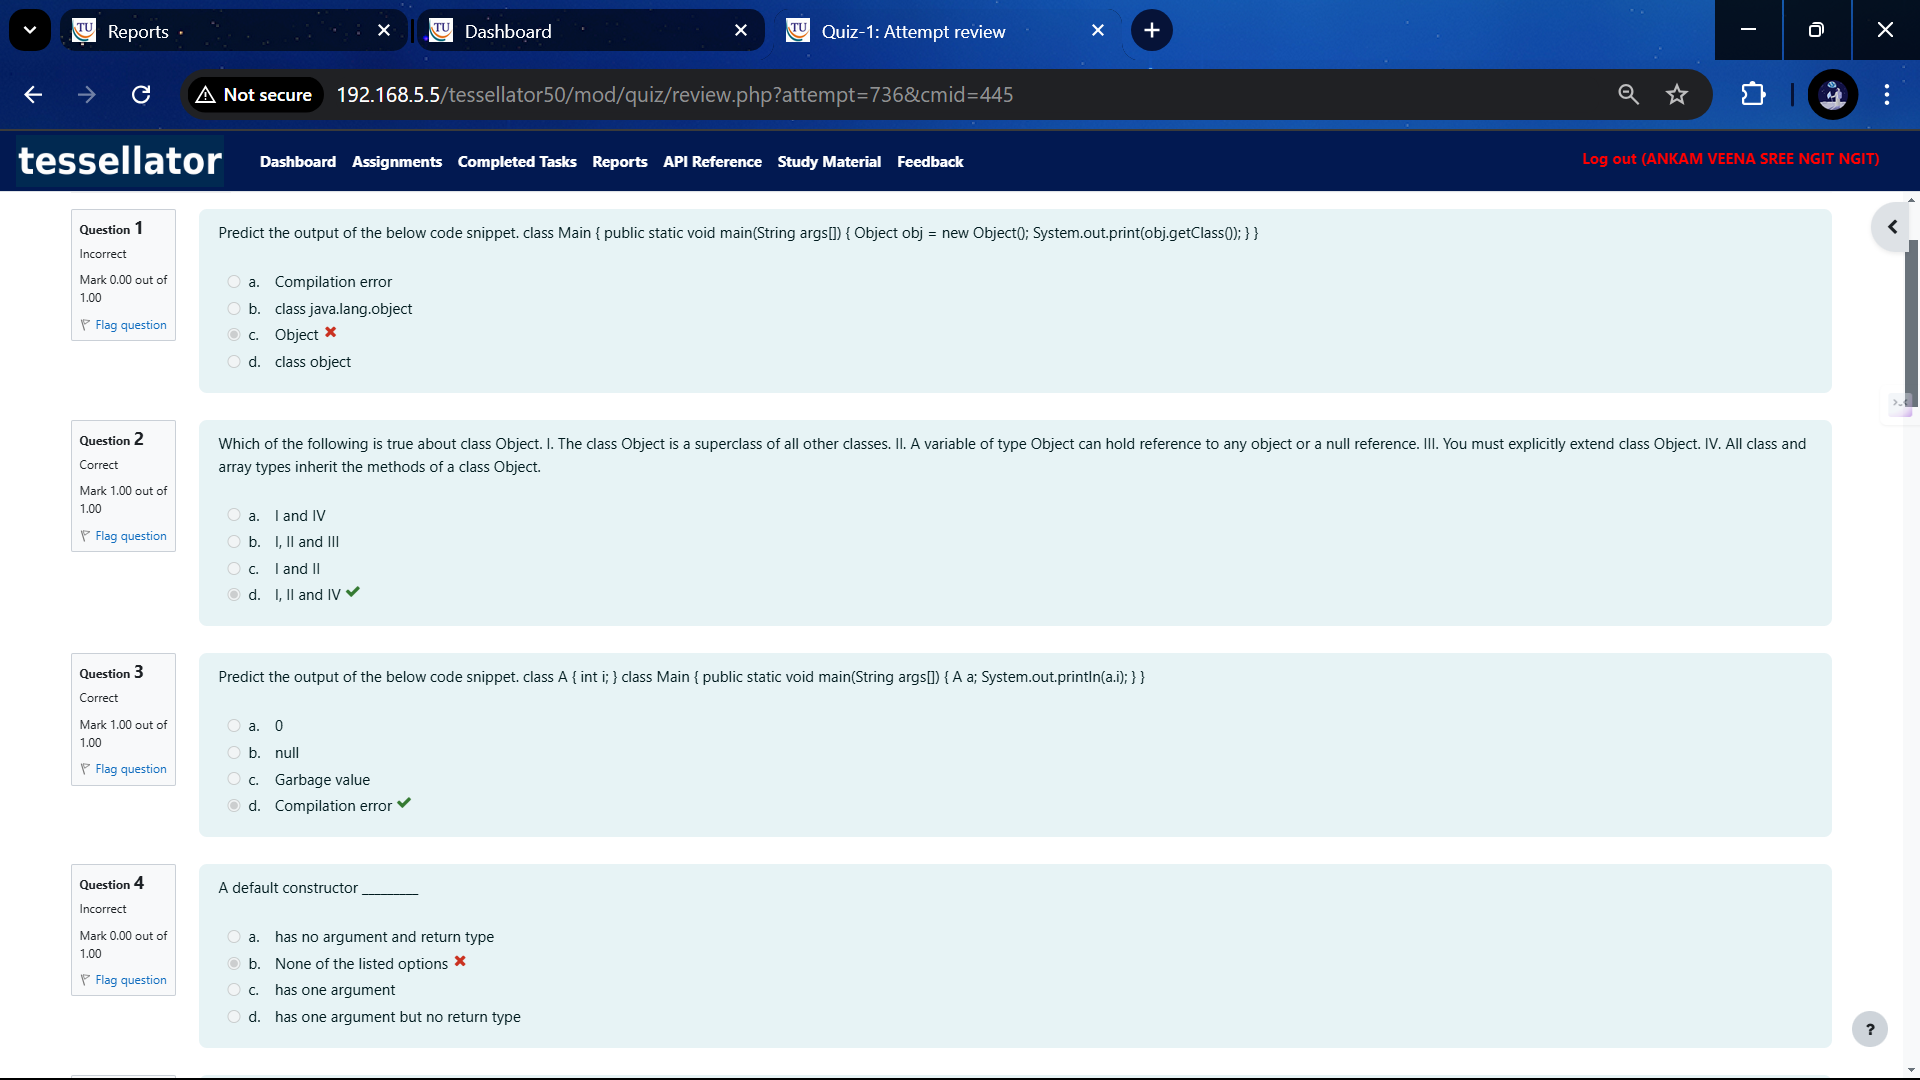 Reports
Dashboard
Quiz-1: Attempt review
Not secure
192.168.5.5/tessellator50/mod/quiz/review.php?attempt=736&cmid=445
tessellator
Dashboard Assignments Completed Tasks Reports API Reference Study Material Feedback
Log out (ANKAM VEENA SREE NGIT NGIT)
Question 1
Incorrect
Mark 0.00 out of
1.00
Flag question
Predict the output of the below code snippet. class Main { public static void main(String args[]) { Object obj = new Object(); System.out.print(obj.getClass()); } }
a. Compilation error
b. class java.lang.object
c. Object
d. class object
Question 2
Correct
Mark 1.00 out of
1.00
Flag question
Which of the following is true about class Object. I. The class Object is a superclass of all other classes. II. A variable of type Object can hold reference to any object or a null reference. III. You must explicitly extend class Object. IV. All class and
array types inherit the methods of a class Object.
a. I and IV
b. I, II and III
c. I and II
d. I, II and IV
Question 3
Correct
Mark 1.00 out of
1.00
Flag question
Predict the output of the below code snippet. class A { int i; } class Main { public static void main(String args[]) { A a; System.out.println(a.i); } }
a. 0
b. null
c. Garbage value
d. Compilation error
Question 4
Incorrect
Mark 0.00 out of
1.00
Flag question
A default constructor _________
a. has no argument and return type
b. None of the listed options
c. has one argument
d. has one argument but no return type
?